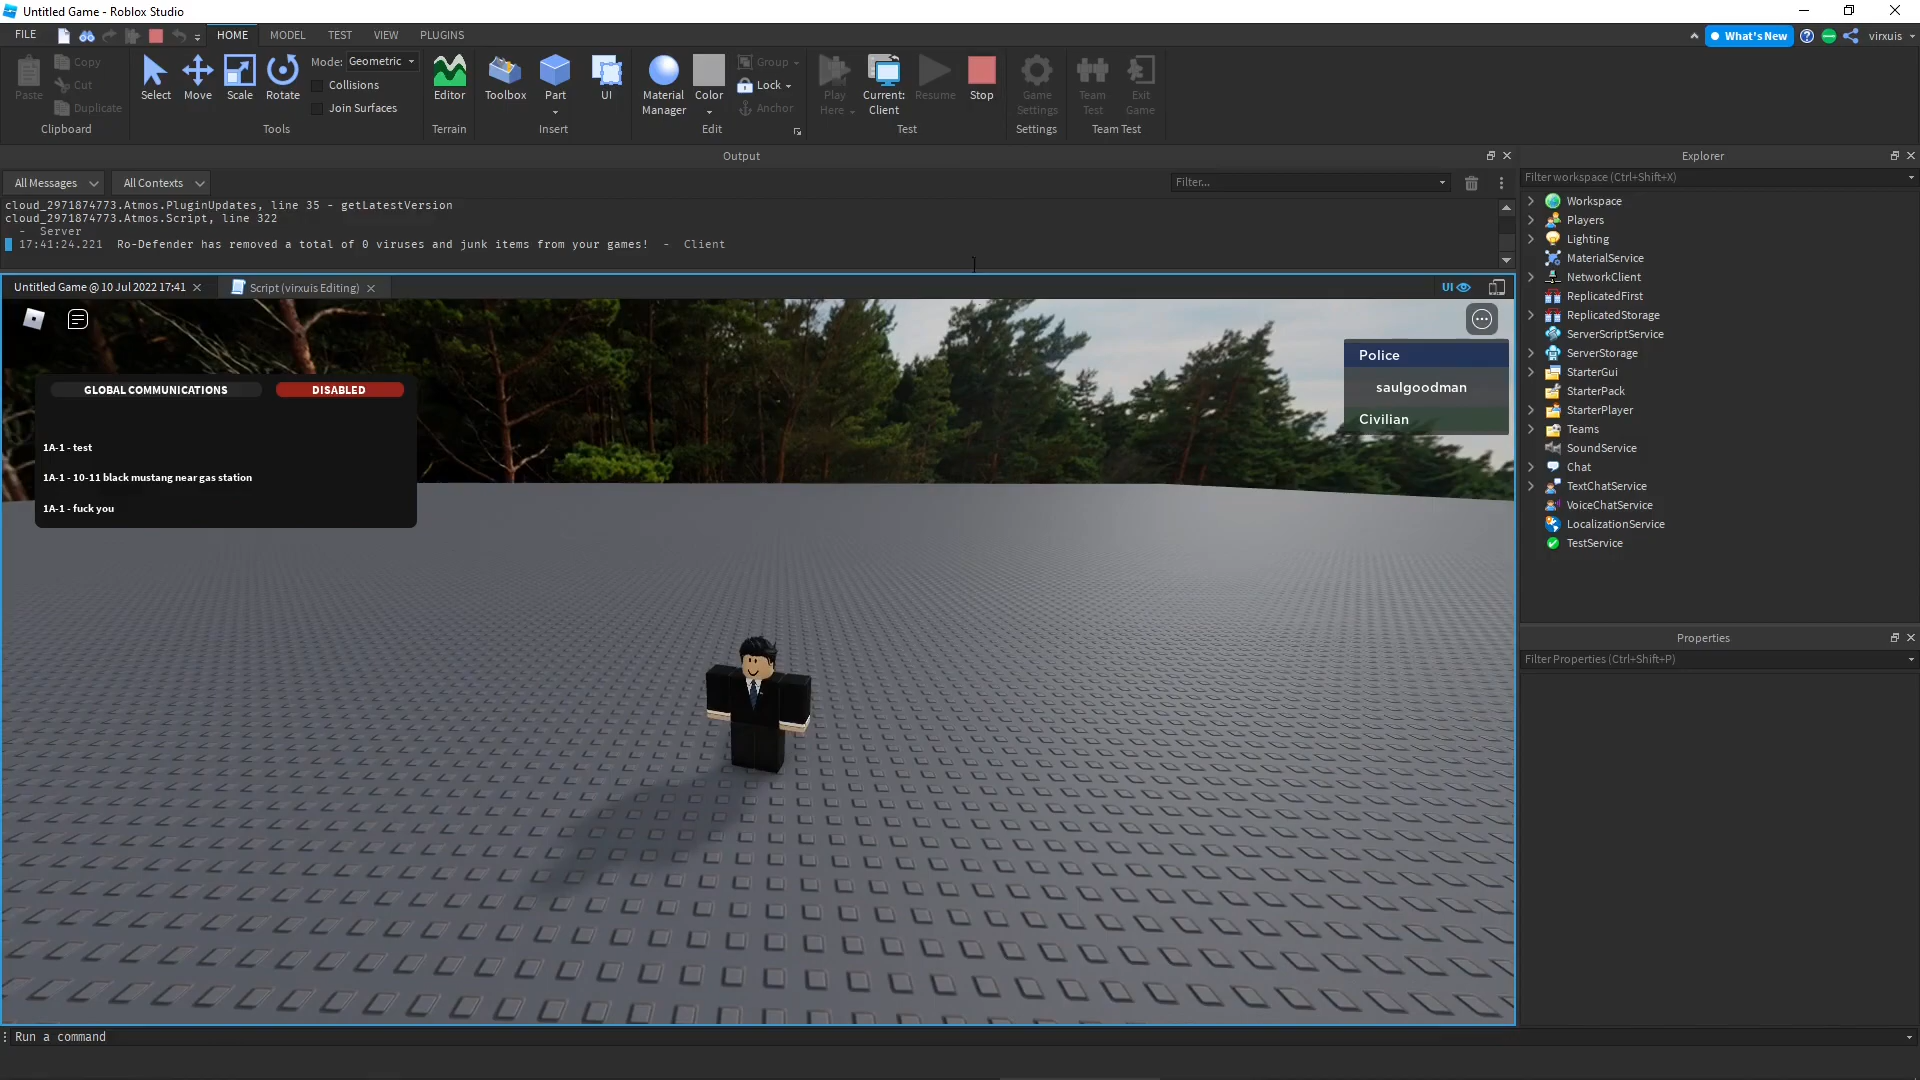 Untitled Game - Roblox Studio
FILE HOME MODEL TEST VIEW PLUGINS What's New virxuis
Paste Copy Cut Duplicate Clipboard
Select Move Scale Rotate Mode: Geometric Collisions Join Surfaces Tools
Editor Terrain
Toolbox Part UI Insert
Material Manager Color Group Lock Anchor Edit
Play Here Current: Client Resume Stop Test
Game Settings Settings
Team Test Exit Game Team Test
Output
All Messages All Contexts Filter...
cloud_2971874773.Atmos.PluginUpdates, line 35 - getLatestVersion
cloud_2971874773.Atmos.Script, line 322
- Server
17:41:24.221 Ro-Defender has removed a total of 0 viruses and junk items from your games! - Client
Untitled Game @ 10 Jul 2022 17:41 Script (virxuis Editing) UI
GLOBAL COMMUNICATIONS DISABLED
1A-1 - test
1A-1 - 10-11 black mustang near gas station
1A-1 - fuck you
Police
saulgoodman
Civilian
Explorer
Filter workspace (Ctrl+Shift+X)
Workspace
Players
Lighting
MaterialService
NetworkClient
ReplicatedFirst
ReplicatedStorage
ServerScriptService
ServerStorage
StarterGui
StarterPack
StarterPlayer
Teams
SoundService
Chat
TextChatService
VoiceChatService
LocalizationService
TestService
Properties
Filter Properties (Ctrl+Shift+P)
Run a command